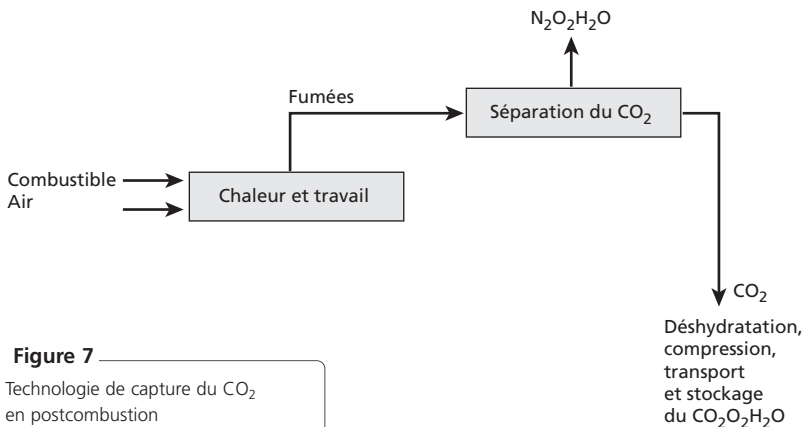 N₂O₂H₂O
Fumées
Séparation du CO₂
Combustible
Air
Chaleur et travail
CO₂
Déshydratation,
compression,
transport
et stockage
du CO₂O₂H₂O
Figure 7
Technologie de capture du CO₂
en postcombustion